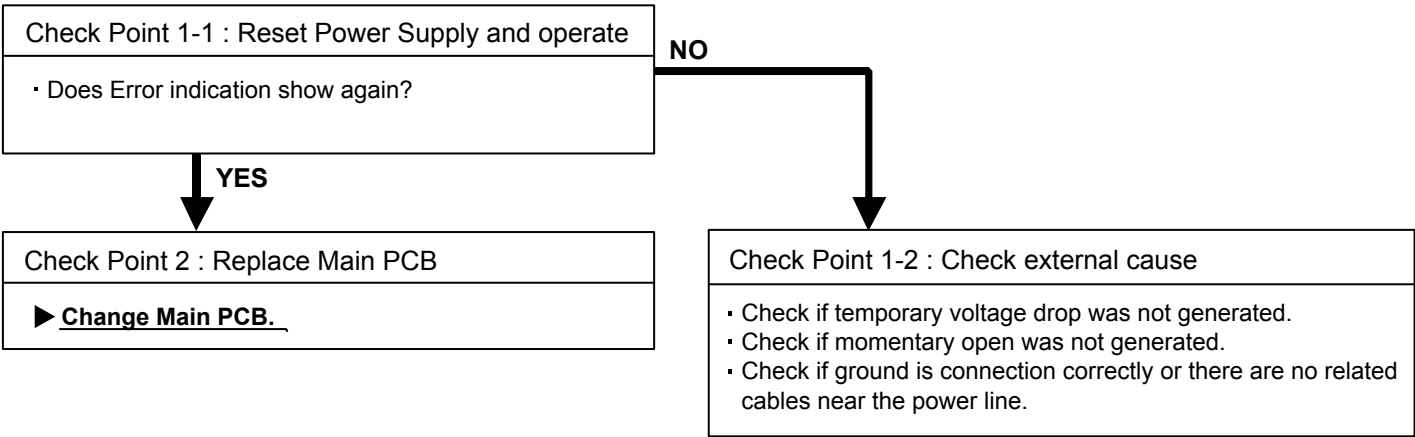 Check Point 1-1 : Reset Power Supply and operate
・Does Error indication show again?
NO
YES
Check Point 2 : Replace Main PCB
▶Change Main PCB.
Check Point 1-2 : Check external cause
・Check if temporary voltage drop was not generated.
・Check if momentary open was not generated.
・Check if ground is connection correctly or there are no related
cables near the power line.